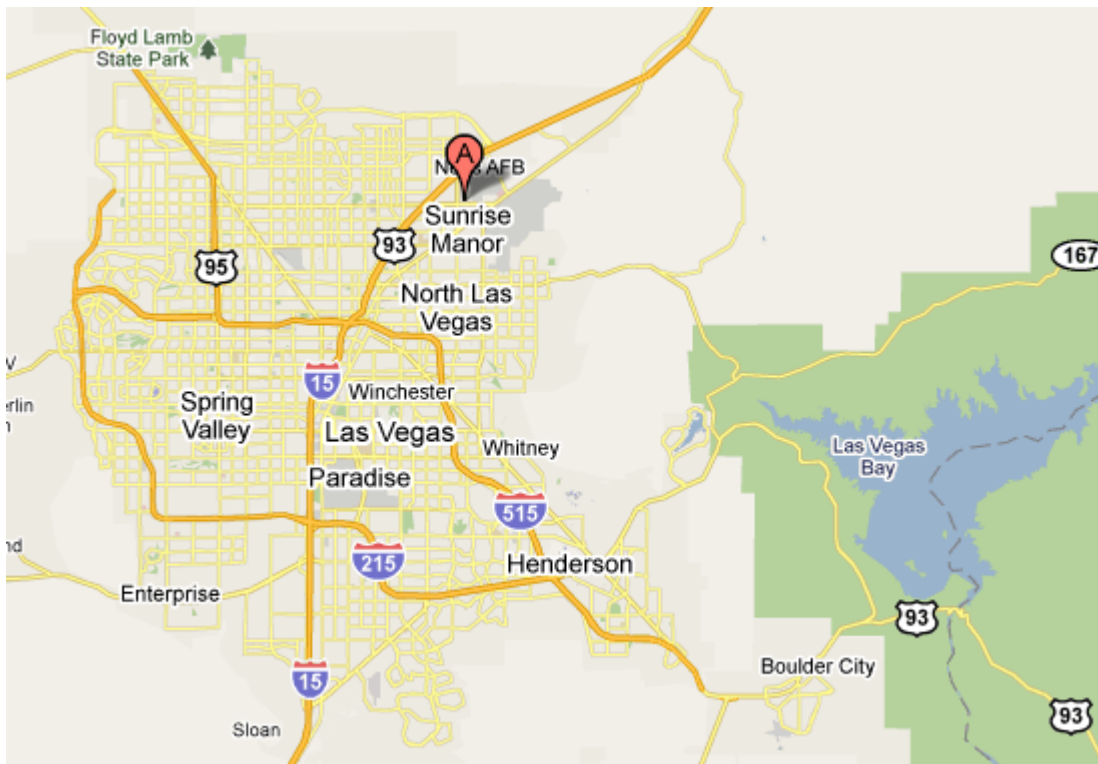 Floyd Lamb
State Park
A
AFB
Sunrise
Manor
93
95
167
North Las
Vegas
15
Winchester
Spring
Valley
Las Vegas
Whitney
Las Vegas
Bay
Paradise
515
215
Henderson
Enterprise
93
Boulder City
15
93
Sloan